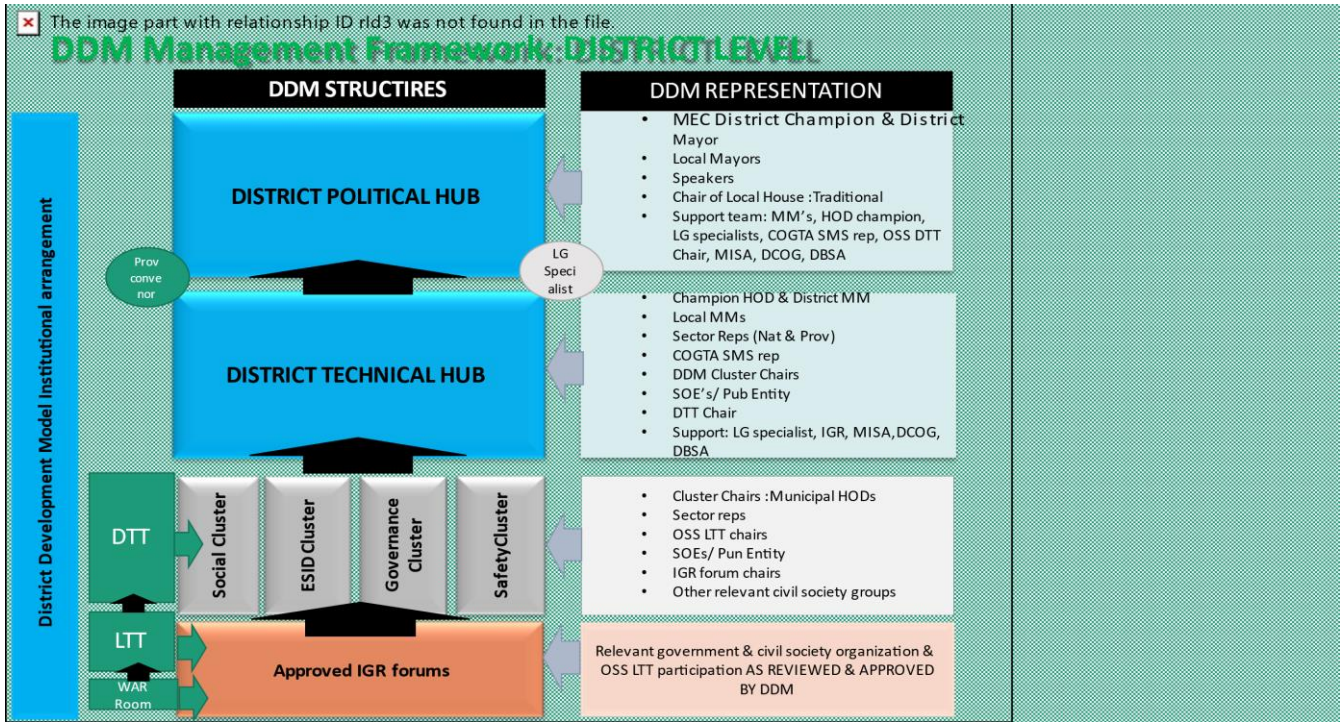 The image part with relationship ID rId3 was not found in the file.
DDM Management Framework: DISTRICT LEVEL
DDM STRUCTIRES
DDM REPRESENTATION
District Development Model Institutional arrangement
DISTRICT POLITICAL HUB
• MEC District Champion & District
Mayor
• Local Mayors
• Speakers
• Chair of Local House :Traditional
• Support team: MM's, HOD champion,
LG specialists, COGTA SMS rep, OSS DTT
Chair, MISA, DCOG, DBSA
Prov
conve
nor
LG
Speci
alist
DISTRICT TECHNICAL HUB
• Champion HOD & District MM
• Local MMs
• Sector Reps (Nat & Prov)
• COGTA SMS rep
• DDM Cluster Chairs
• SOE's/ Pub Entity
• DTT Chair
• Support: LG specialist, IGR, MISA,DCOG,
DBSA
DTT
Social Cluster
ESID Cluster
Governance
Cluster
SafetyCluster
• Cluster Chairs :Municipal HODs
• Sector reps
• OSS LTT chairs
• SOEs/ Pun Entity
• IGR forum chairs
• Other relevant civil society groups
LTT
WAR
Room
Approved IGR forums
Relevant government & civil society organization &
OSS LTT participation AS REVIEWED & APPROVED
BY DDM